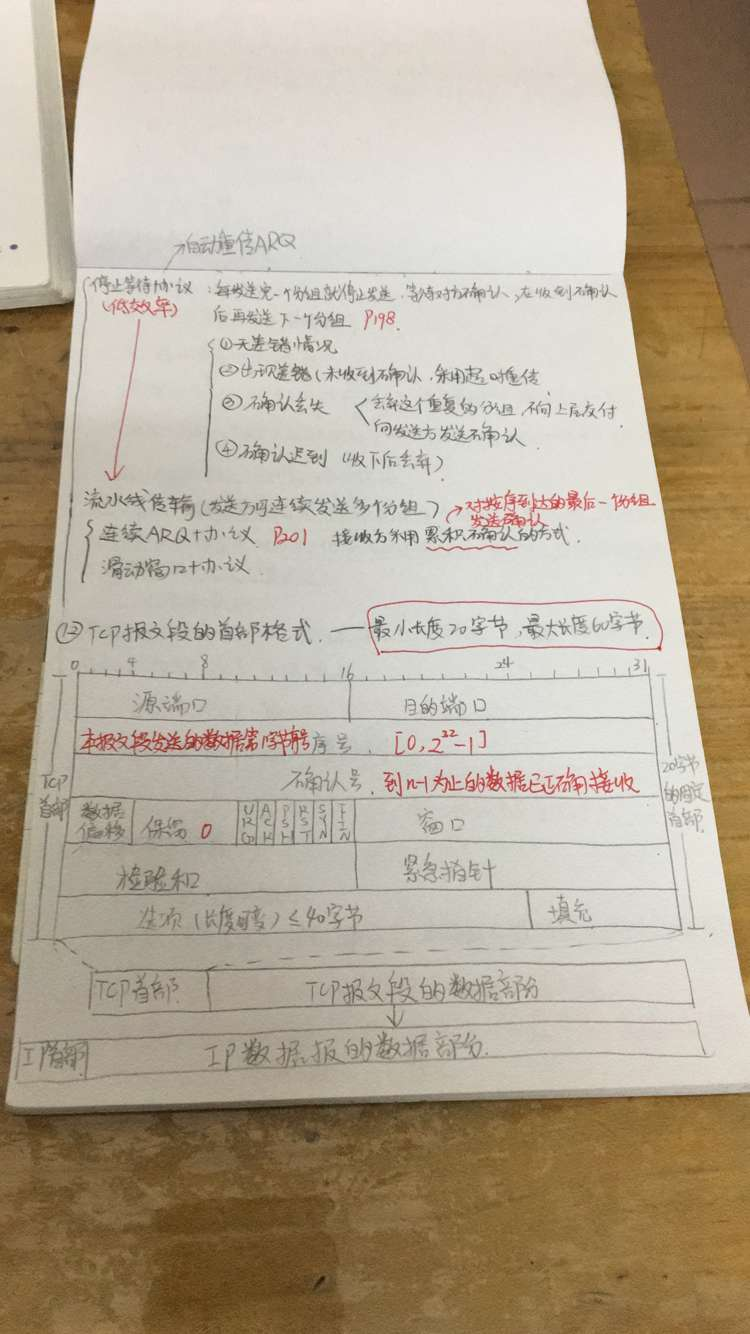 自动重传ARQ
停止等待协议：每发送完一个分组就停止发送，等待对方确认，在收到确认
(低效率) 后再发送下一个分组 P198.
①无差错情况
②出现差错(未收到确认，采用超时重传
③确认丢失 丢弃这个重复的分组，不向上层交付
向发送方发送确认.
④确认迟到(收下后丢弃)
流水线传输(发送方可连续发送多个分组) 对按序到达的最后一个分组
发送确认
连续ARQ协议 P201 接收方采用累积确认的方式.
滑动窗口协议.
TCP报文段的首部格式. — 最小长度20字节,最大长度60字节.
0 4 8 16 24 31
源端口 目的端口
本报文段发送的数据第1字节的序号. [0, 2³²-1]
确认号. 到n-1为止的数据已正确接收
TCP首部
20字节的固定首部
数据偏移 保留 0 URG ACK PSH RST SYN FIN 窗口
检验和 紧急指针
选项(长度可变)≤40字节 填充
TCP首部 TCP报文段的数据部份
IP首部 IP数据报的数据部份.